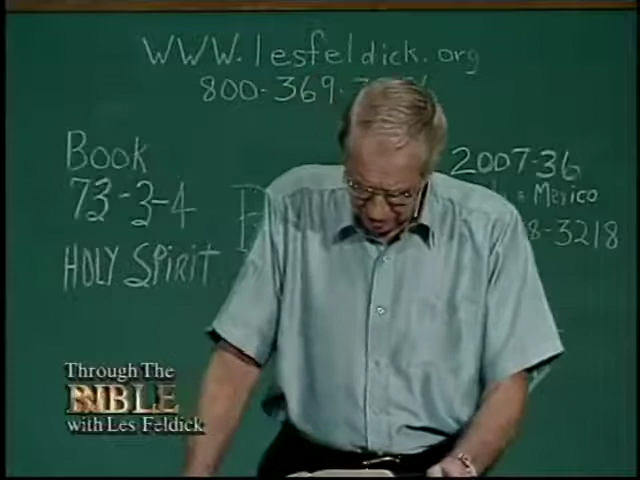 WWW.lesfeldick.org
800-369-
Book
73-3-4
HOLY SPIRIT
2007-36
Mexico
8-3218
Through The
BIBLE
with Les Feldick